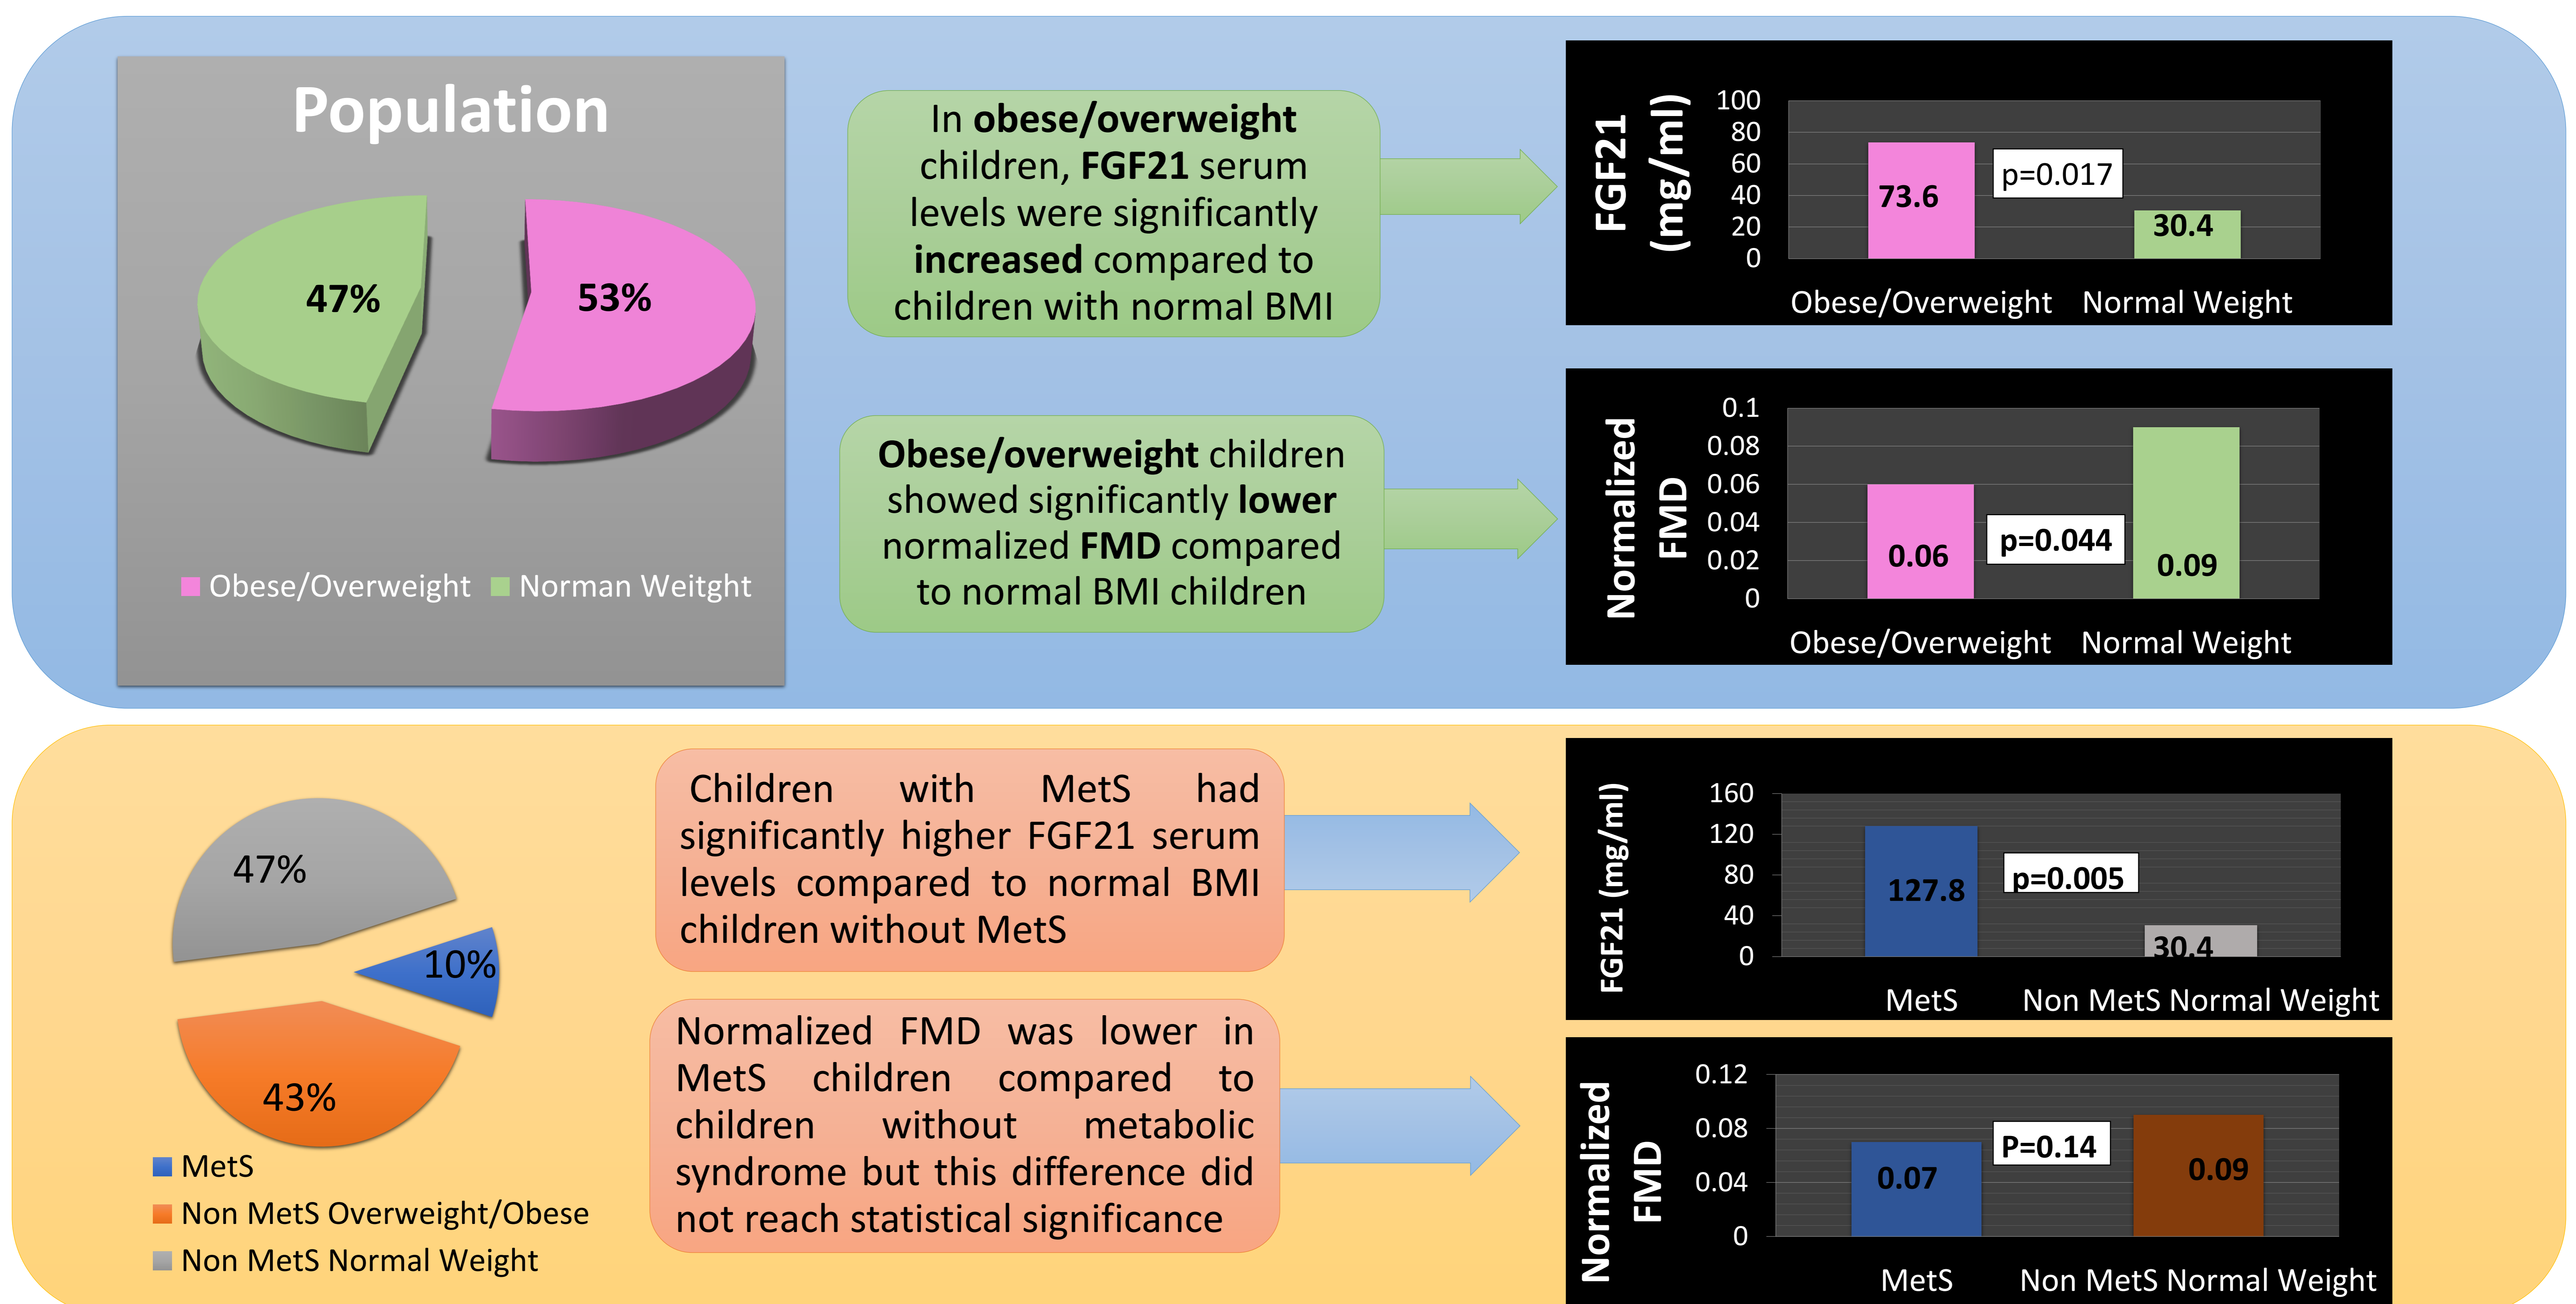 Population
47%
53%
Obese/Overweight
Norman Weitght
In obese/overweight
children, FGF21 serum
levels were significantly
increased compared to
children with normal BMI
FGF21
(mg/ml)
100
80
60
40
20
0
73.6
p=0.017
30.4
Obese/Overweight
Normal Weight
Obese/overweight children
showed significantly lower
normalized FMD compared
to normal BMI children
Normalized
FMD
0.1
0.08
0.06
0.04
0.02
0
0.06
p=0.044
0.09
Obese/Overweight
Normal Weight
47%
10%
43%
MetS
Non MetS Overweight/Obese
Non MetS Normal Weight
Children with MetS had
significantly higher FGF21 serum
levels compared to normal BMI
children without MetS
FGF21 (mg/ml)
160
120
80
40
0
127.8
p=0.005
30.4
MetS
Non MetS Normal Weight
Normalized FMD was lower in
MetS children compared to
children without metabolic
syndrome but this difference did
not reach statistical significance
Normalized
FMD
0.12
0.08
0.04
0
0.07
P=0.14
0.09
MetS
Non MetS Normal Weight